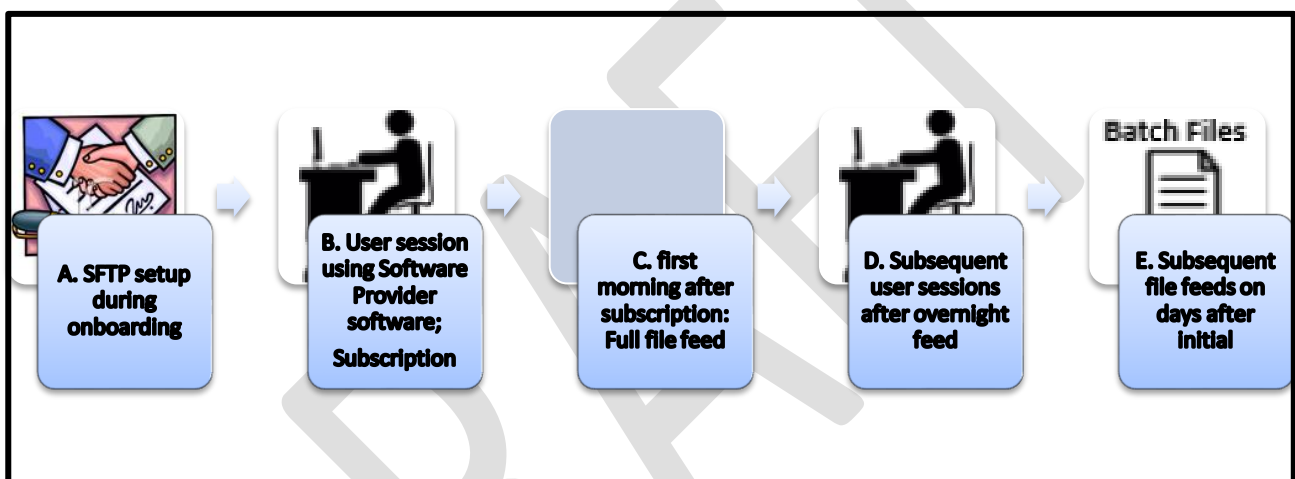 Batch Files
A. SFTP setup
during
onboarding
B. User session
using Software
Provider
software;
Subscription
C. first
morning after
subscription:
Full file feed
D. Subsequent
user sessions
after overnight
feed
E. Subsequent
file feeds on
days after
initial
DRAFT